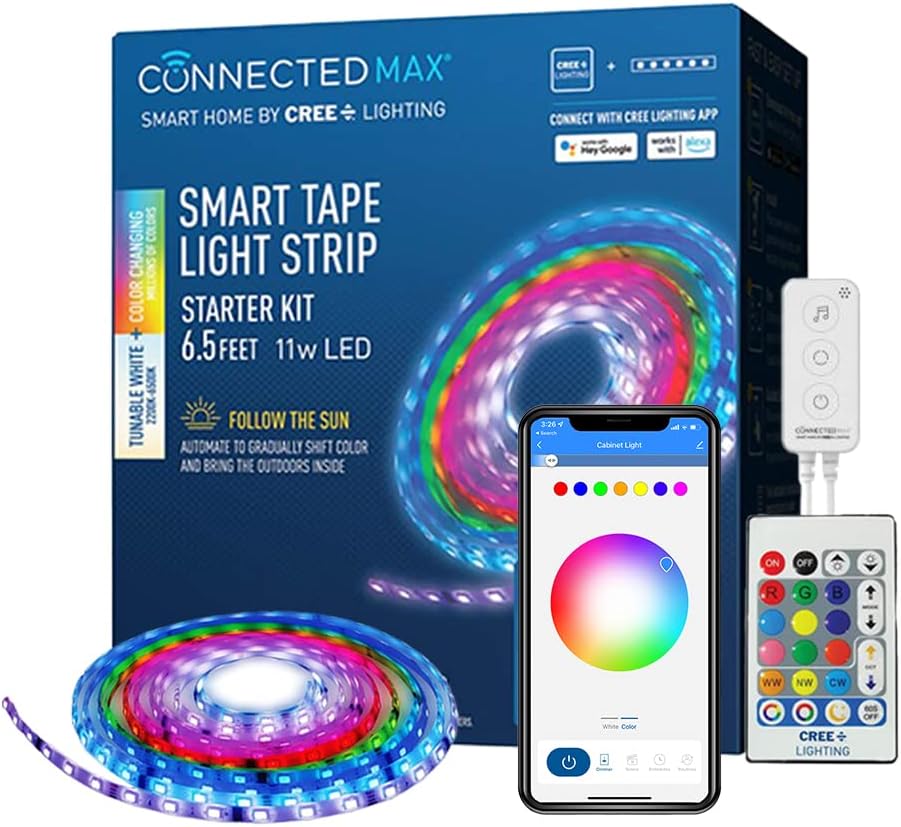 CONNECTED MAX®
SMART HOME BY CREE LIGHTING
CREE
LIGHTING
+
CONNECT WITH CREE LIGHTING APP
works with
Hey Google
works with
alexa
SMART TAPE
LIGHT STRIP
STARTER KIT
6.5 FEET 11w LED
TUNABLE WHITE + COLOR CHANGING
2200K-6500K MILLIONS OF COLORS
FOLLOW THE SUN
AUTOMATE TO GRADUALLY SHIFT COLOR
AND BRING THE OUTDOORS INSIDE
3:26
Search
Cabinet Light
White Color
Dimmer
CONNECTED MAX
ON OFF
R G B
MODE
CCT
WW NW CW
60S
OFF
CREE
LIGHTING